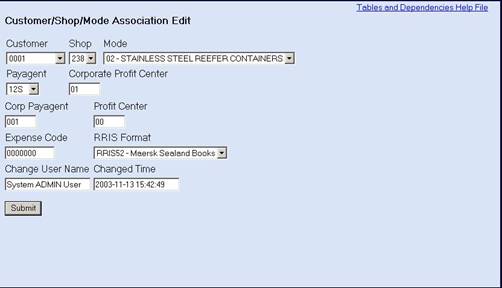 Tables and Dependencies Help File
Customer/Shop/Mode Association Edit
Customer Shop Mode
0001 238 02 - STAINLESS STEEL REEFER CONTAINERS
Payagent Corporate Profit Center
12S 01
Corp Payagent Profit Center
001 00
Expense Code RRIS Format
0000000 RRIS52 - Maersk Sealand Books
Change User Name Changed Time
System ADMIN User 2003-11-13 15:42:49
Submit